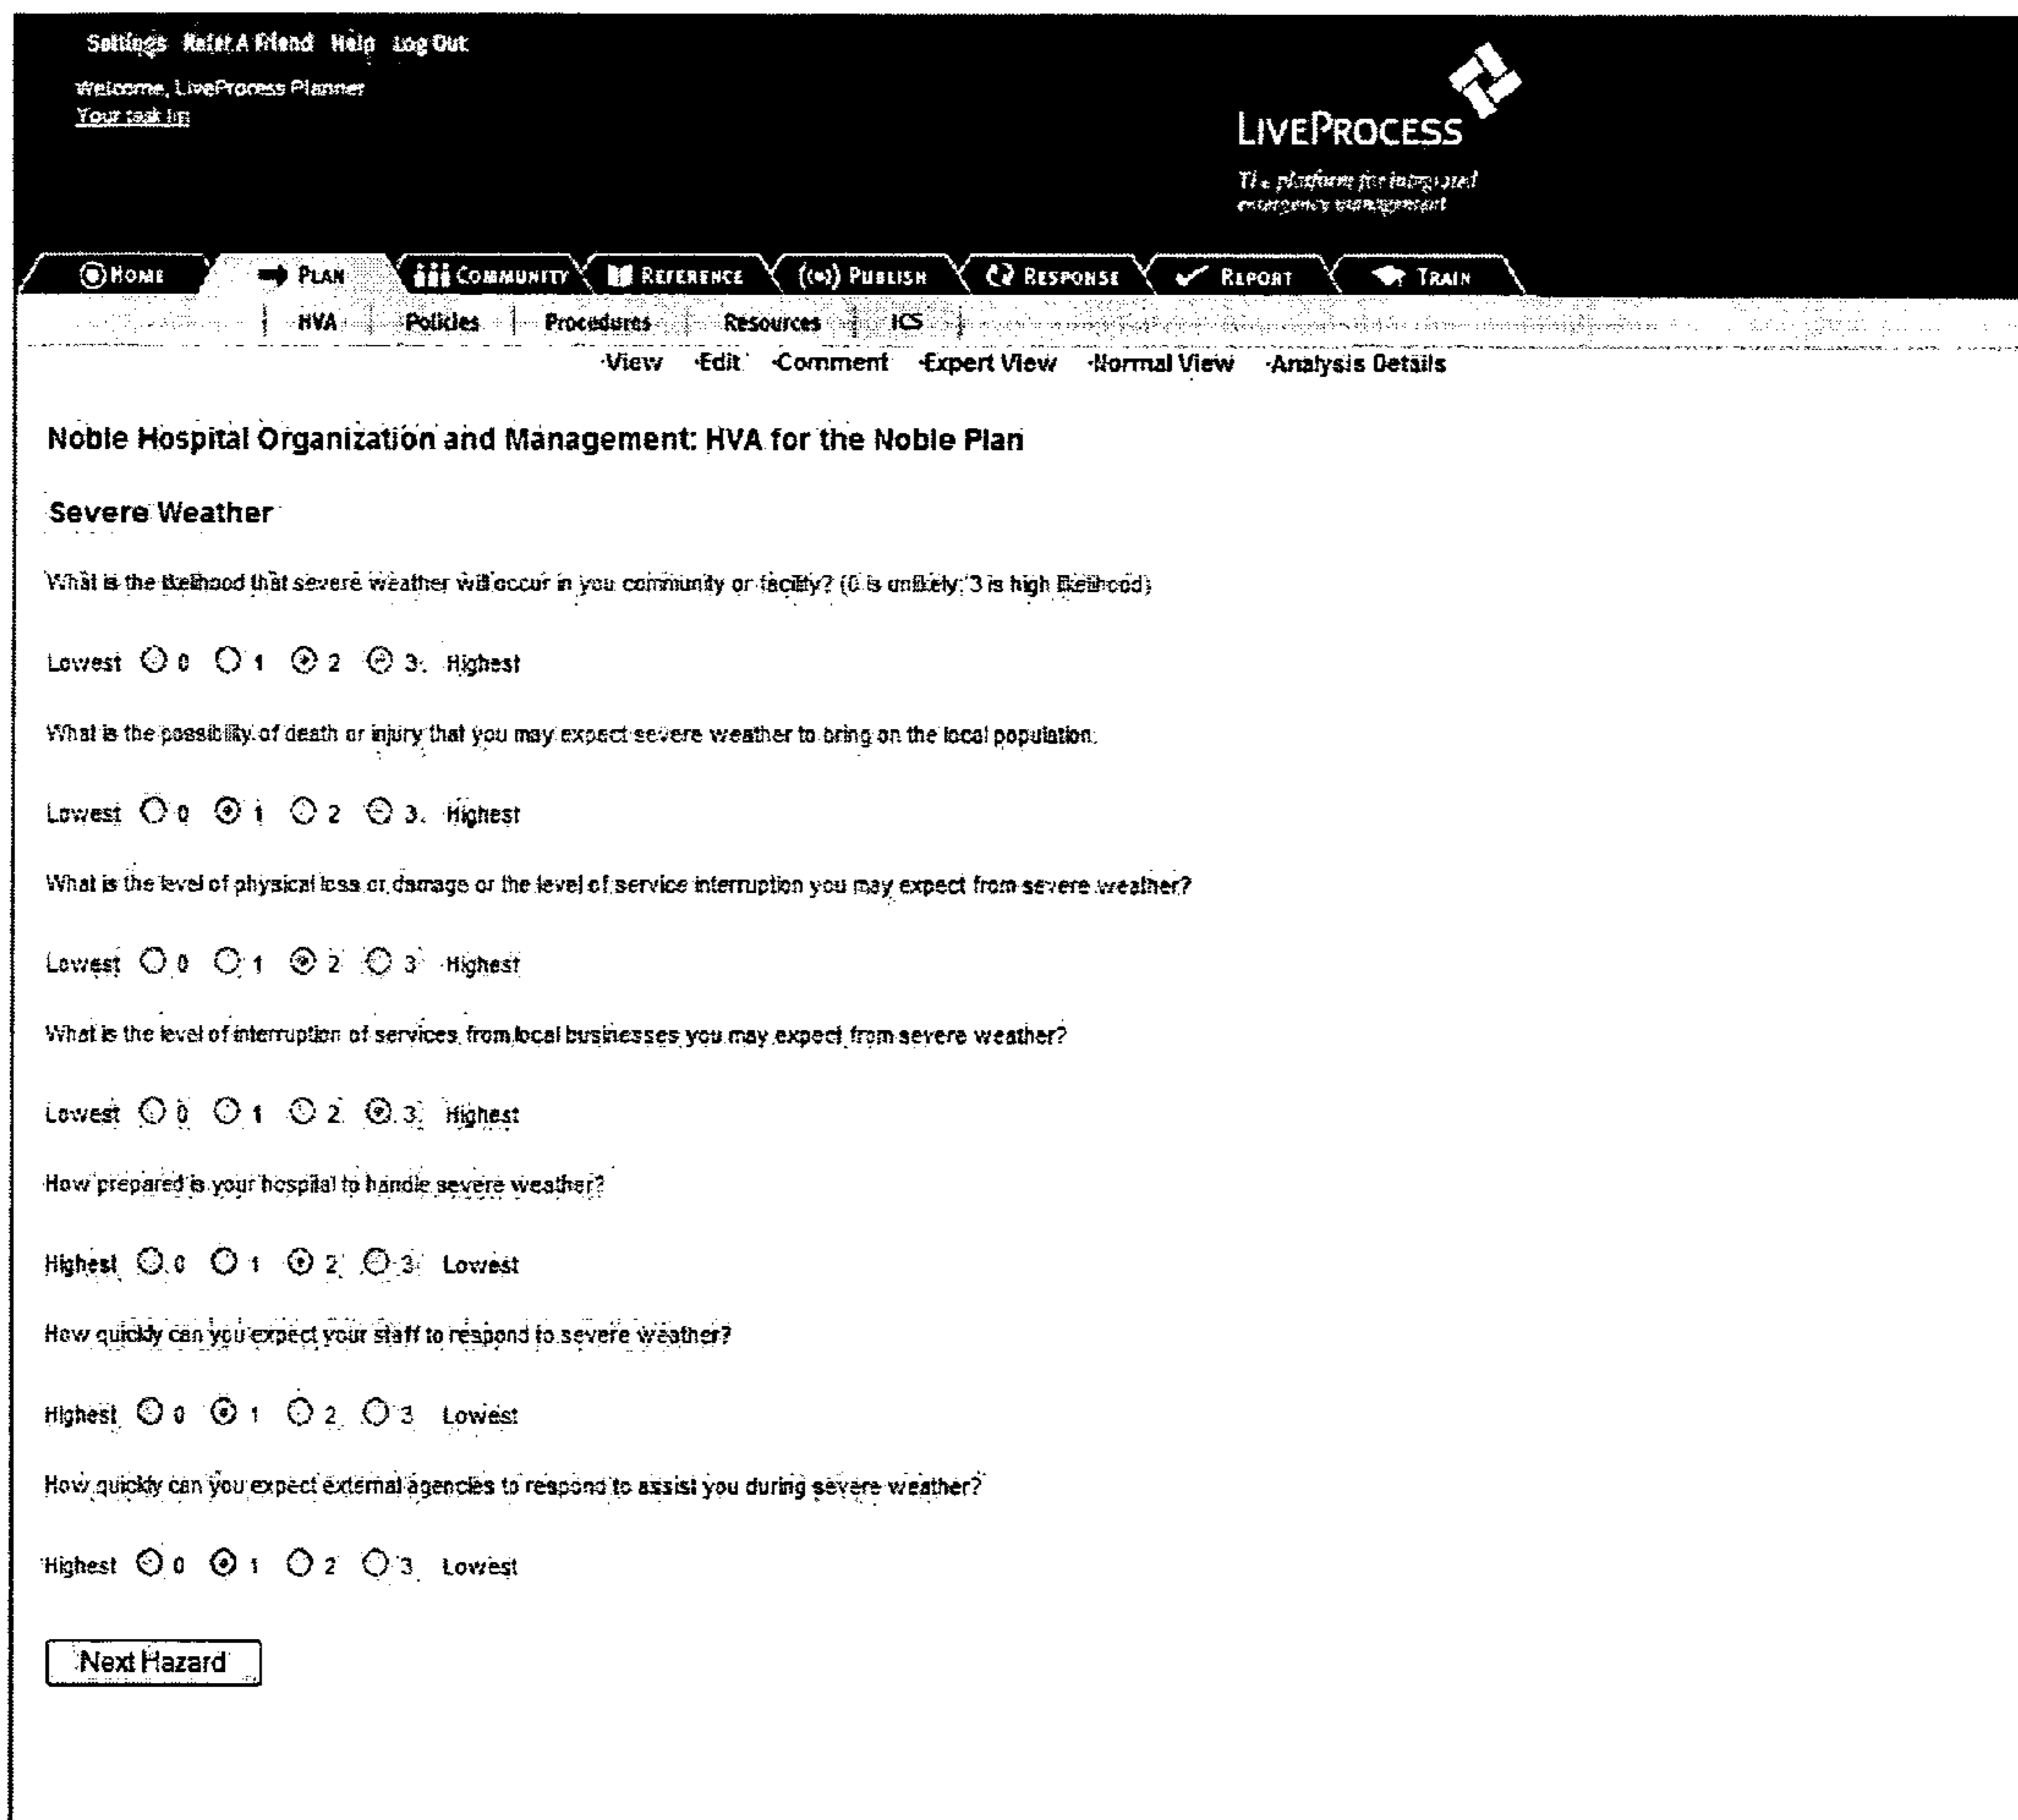 Settings Refer A Friend Help Log Out
Welcome, LiveProcess Planner
Your task list
LIVEPROCESS
The platform for integrated
emergency management
HOME PLAN COMMUNITY REFERENCE PUBLISH RESPONSE REPORT TRAIN
HVA Policies Procedures Resources ICS
View Edit Comment Expert View Normal View Analysis Details
Noble Hospital Organization and Management: HVA for the Noble Plan
Severe Weather
What is the likelihood that severe weather will occur in you community or facility? (0 is unlikely, 3 is high likelihood)
Lowest 0 1 2 3 Highest
What is the possibility of death or injury that you may expect severe weather to bring on the local population.
Lowest 0 1 2 3 Highest
What is the level of physical loss or damage or the level of service interruption you may expect from severe weather?
Lowest 0 1 2 3 Highest
What is the level of interruption of services from local businesses you may expect from severe weather?
Lowest 0 1 2 3 Highest
How prepared is your hospital to handle severe weather?
Highest 0 1 2 3 Lowest
How quickly can you expect your staff to respond to severe weather?
Highest 0 1 2 3 Lowest
How quickly can you expect external agencies to respond to assist you during severe weather?
Highest 0 1 2 3 Lowest
Next Hazard